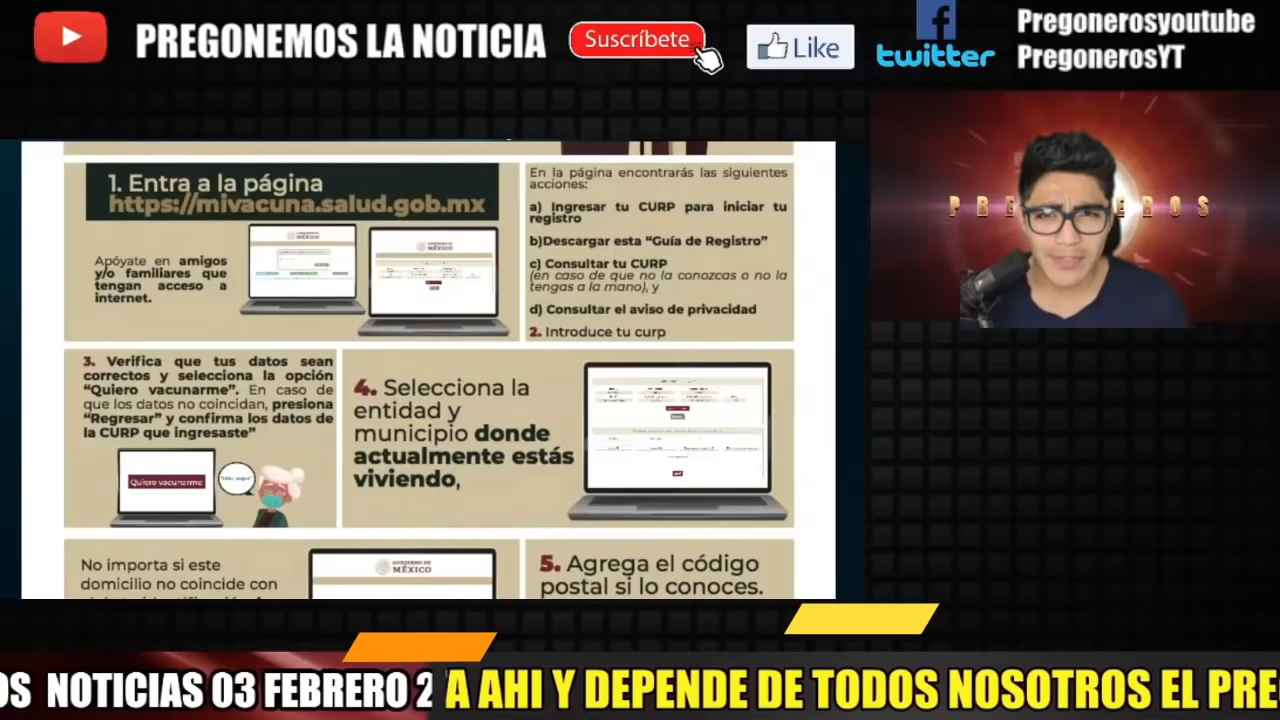 PREGONEMOS LA NOTICIA
Suscríbete
Like
twitter
Pregonerosyoutube
PregonerosYT
1. Entra a la página
https://mivacuna.salud.gob.mx
Apóyate en amigos
y/o familiares que
tengan acceso a
internet.
En la página encontrarás las siguientes
acciones:
a) Ingresar tu CURP para iniciar tu
registro
b)Descargar esta “Guía de Registro”
c) Consultar tu CURP
(en caso de que no la conozcas o no la
tengas a la mano), y
d) Consultar el aviso de privacidad
2. Introduce tu curp
3. Verifica que tus datos sean
correctos y selecciona la opción
“Quiero vacunarme”. En caso de
que los datos no coincidan, presiona
“Regresar” y confirma los datos de
la CURP que ingresaste”
Quiero vacunarme
4. Selecciona la
entidad y
municipio donde
actualmente estás
viviendo,
No importa si este
domicilio no coincide con
GOBIERNO DE
MÉXICO
5. Agrega el código
postal si lo conoces.
OS NOTICIAS 03 FEBRERO 2
A AHI Y DEPENDE DE TODOS NOSOTROS EL PRE